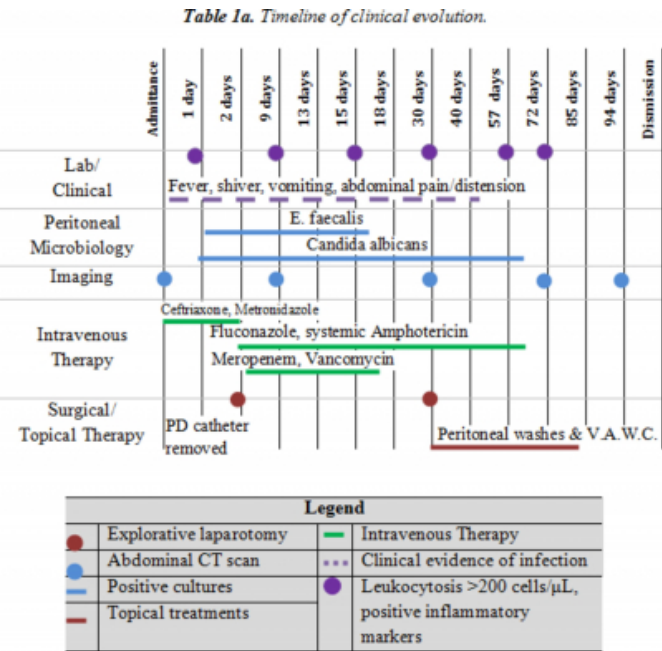 Table 1a. Timeline of clinical evolution.
Admittance
1 day
2 days
9 days
13 days
15 days
18 days
30 days
40 days
57 days
72 days
85 days
94 days
Dismission
Lab/
Clinical
Fever, shiver, vomiting, abdominal pain/distension
Peritoneal
Microbiology
E. faecalis
Candida albicans
Imaging
Intravenous
Therapy
Ceftriaxone, Metronidazole
Fluconazole, systemic Amphotericin
Meropenem, Vancomycin
Surgical/
Topical Therapy
PD catheter
removed
Peritoneal washes & V.A.W.C.
Legend
Explorative laparotomy
Intravenous Therapy
Abdominal CT scan
Clinical evidence of infection
Positive cultures
Leukocytosis >200 cells/μL,
positive inflammatory
markers
Topical treatments